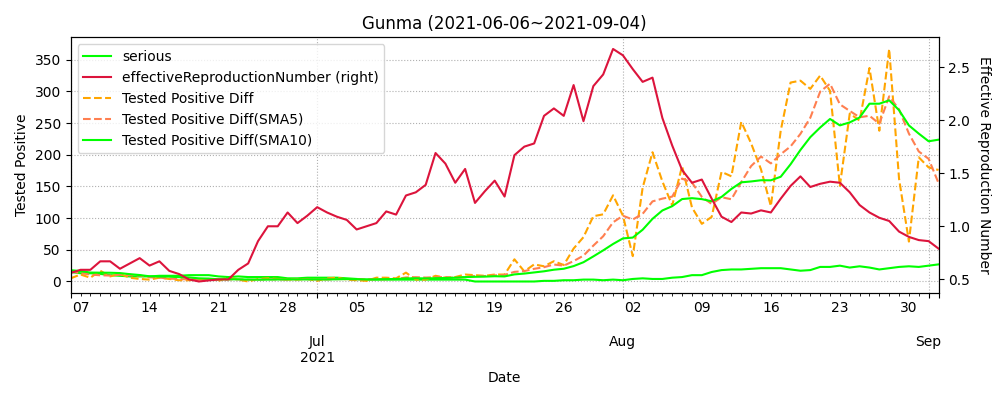 Gunma (2021-06-06~2021-09-04)
serious
effectiveReproductionNumber (right)
Tested Positive Diff
Tested Positive Diff(SMA5)
Tested Positive Diff(SMA10)
Tested Positive
350
300
250
200
150
100
50
0
2.5
2.0
1.5
1.0
0.5
Effective Reproduction Number
07 14 21 28 05 12 19 26 02 09 16 23 30
Jul Aug Sep
2021
Date